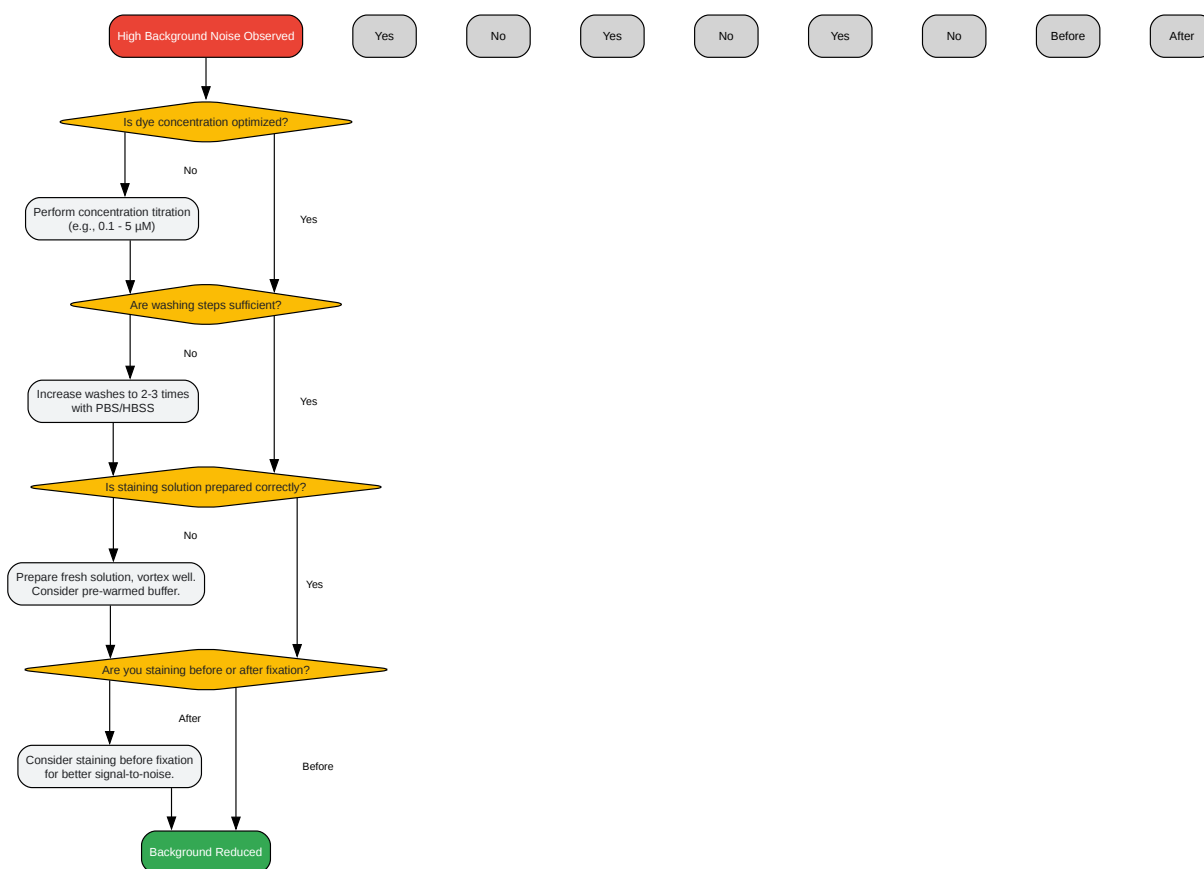 High Background Noise Observed
Yes
No
Yes
No
Yes
No
Before
After
Is dye concentration optimized?
No
Perform concentration titration
(e.g., 0.1 - 5 µM)
Yes
Are washing steps sufficient?
No
Increase washes to 2-3 times
with PBS/HBSS
Yes
Is staining solution prepared correctly?
No
Prepare fresh solution, vortex well.
Consider pre-warmed buffer.
Yes
Are you staining before or after fixation?
After
Consider staining before fixation
for better signal-to-noise.
Before
Background Reduced